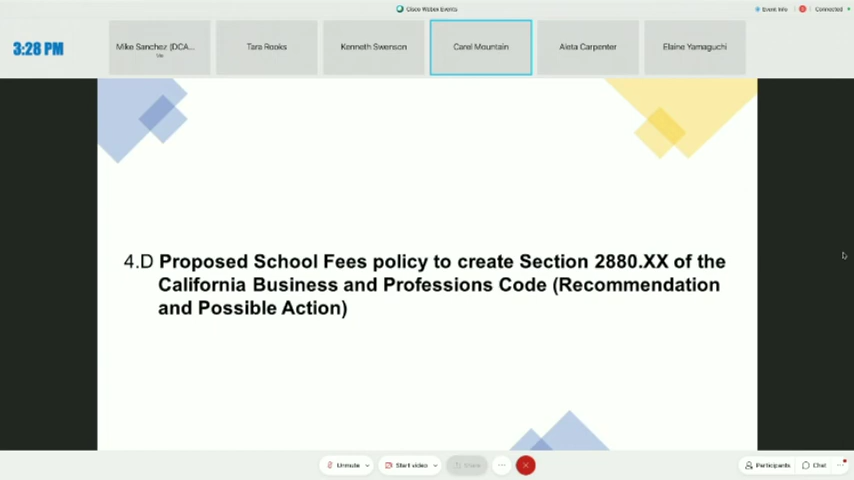 Cisco Webex Events
Event Info
Connected
3:28 PM
Mike Sanchez (DCA...
Me
Tara Rooks
Kenneth Swenson
Carel Mountain
Aleta Carpenter
Elaine Yamaguchi
4.D Proposed School Fees policy to create Section 2880.XX of the
California Business and Professions Code (Recommendation
and Possible Action)
Unmute
Start video
Share
Participants
Chat